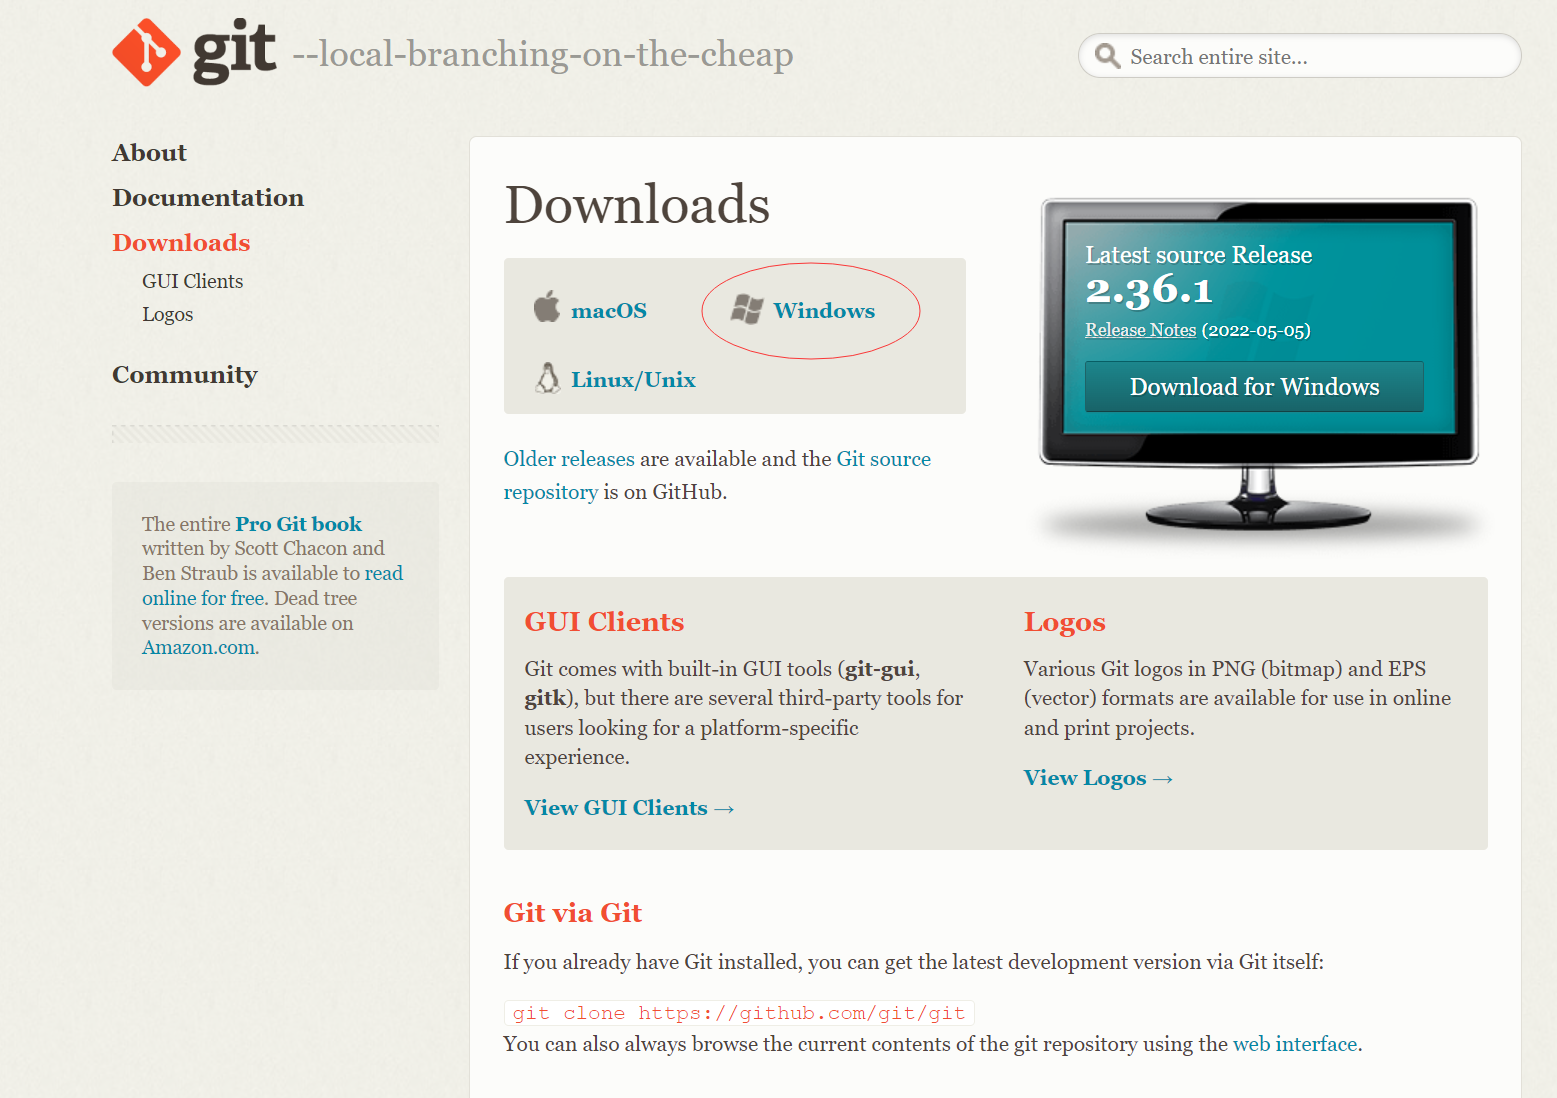 git --local-branching-on-the-cheap
Search entire site...
About
Documentation
Downloads
GUI Clients
Logos
Community
The entire Pro Git book
written by Scott Chacon and
Ben Straub is available to read
online for free. Dead tree
versions are available on
Amazon.com.
Downloads
macOS
Windows
Linux/Unix
Older releases are available and the Git source
repository is on GitHub.
Latest source Release
2.36.1
Release Notes (2022-05-05)
Download for Windows
GUI Clients
Git comes with built-in GUI tools (git-gui,
gitk), but there are several third-party tools for
users looking for a platform-specific
experience.
View GUI Clients →
Logos
Various Git logos in PNG (bitmap) and EPS
(vector) formats are available for use in online
and print projects.
View Logos →
Git via Git
If you already have Git installed, you can get the latest development version via Git itself:
git clone https://github.com/git/git
You can also always browse the current contents of the git repository using the web interface.